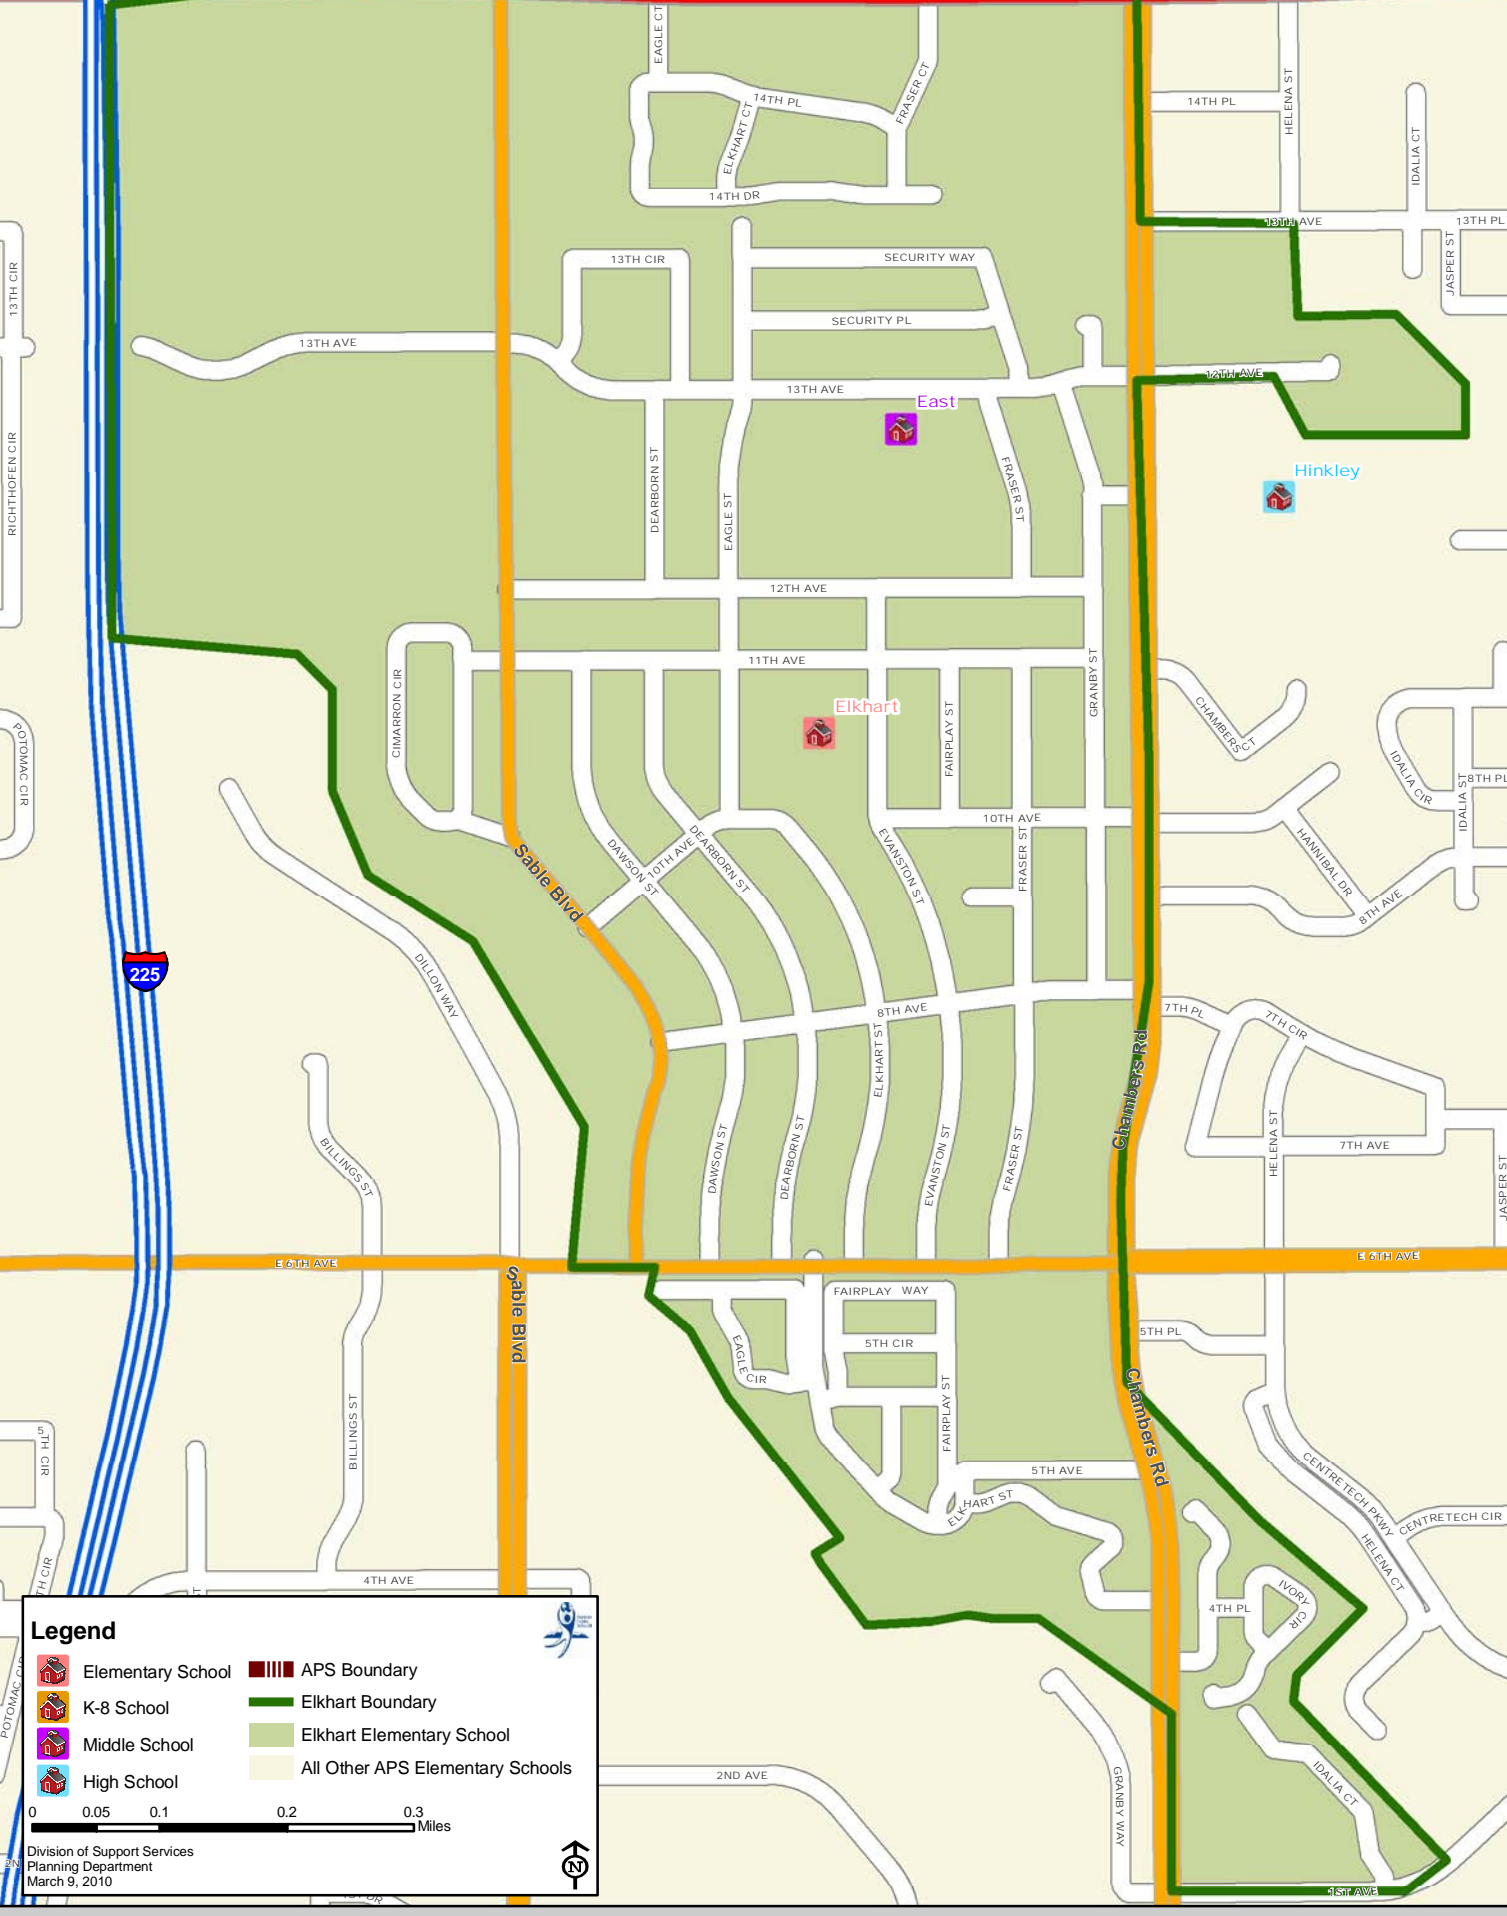 EAGLE CT
14TH PL
FRASER CT
ELKHART CT
14TH DR
14TH PL
HELENA ST
IDALIA CT
13TH AVE
13TH PL
JASPER ST
13TH CIR
13TH CIR
SECURITY WAY
SECURITY PL
13TH AVE
13TH AVE
12TH AVE
East
Hinkley
RICHTHOFEN CIR
DEARBORN ST
EAGLE ST
FRASER ST
12TH AVE
11TH AVE
CIMARRON CIR
GRANBY ST
Elkhart
FAIRPLAY ST
POTOMAC CIR
CHAMBERS CT
IDALIA CIR
IDALIA ST
8TH PL
10TH AVE
EVANSTON ST
FRASER ST
Sable Blvd
DAWSON ST
10TH AVE
DEARBORN ST
HANNIBAL DR
8TH AVE
225
DILLON WAY
8TH AVE
ELKHART ST
7TH PL
7TH CIR
Chambers Rd
BILLINGS ST
DAWSON ST
DEARBORN ST
EVANSTON ST
FRASER ST
HELENA ST
7TH AVE
JASPER ST
E 6TH AVE
E 6TH AVE
Sable Blvd
FAIRPLAY WAY
5TH CIR
EAGLE CIR
5TH PL
Chambers Rd
FAIRPLAY ST
BILLINGS ST
5TH CIR
5TH AVE
ELKHART ST
CENTRETECH PKWY
CENTRETECH CIR
HELENA CT
TH CIR
4TH AVE
4TH PL
IVORY CIR
POTOMAC CIR
2ND AVE
GRANBY WAY
IDALIA CT
1ST AVE
Legend
Elementary School
K-8 School
Middle School
High School
APS Boundary
Elkhart Boundary
Elkhart Elementary School
All Other APS Elementary Schools
0 0.05 0.1 0.2 0.3
Miles
Division of Support Services
Planning Department
March 9, 2010
N
2N